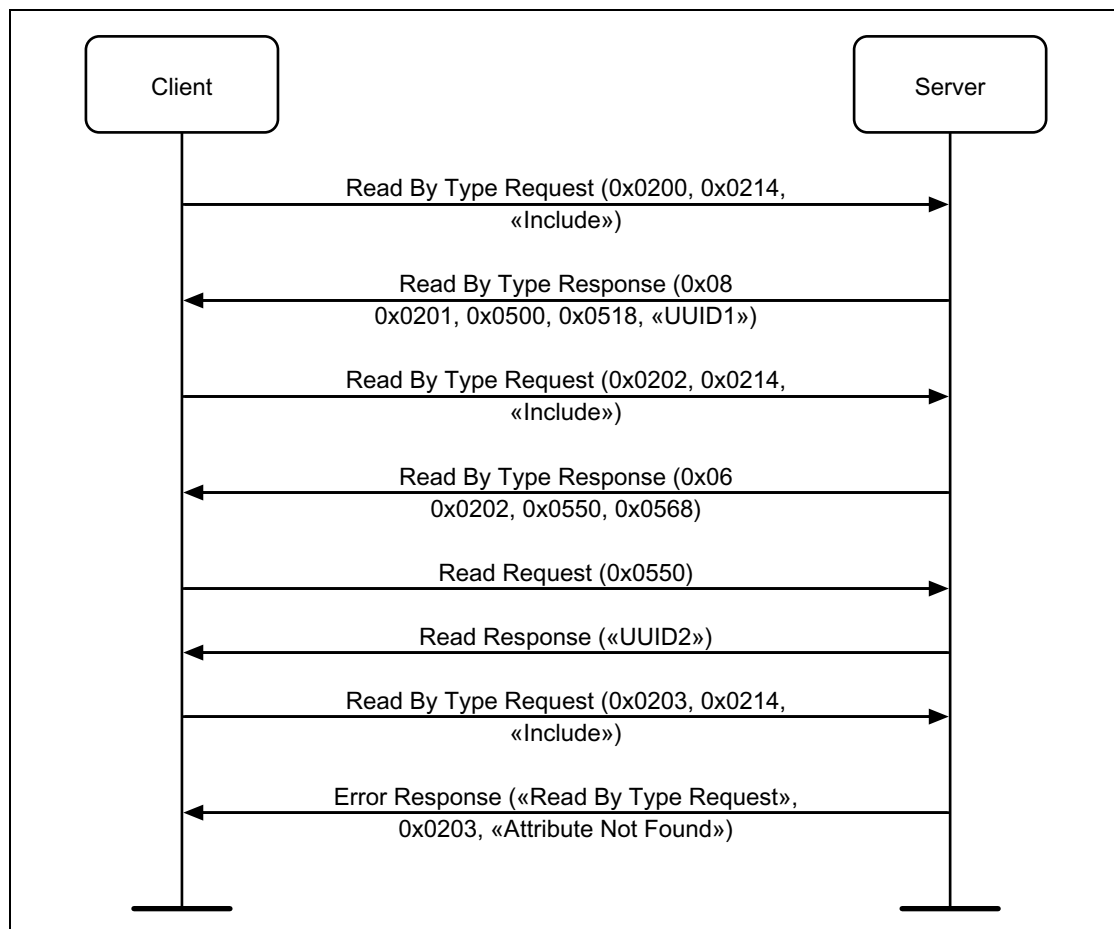 Client
Server
Read By Type Request (0x0200, 0x0214,
«Include»)
Read By Type Response (0x08
0x0201, 0x0500, 0x0518, «UUID1»)
Read By Type Request (0x0202, 0x0214,
«Include»)
Read By Type Response (0x06
0x0202, 0x0550, 0x0568)
Read Request (0x0550)
Read Response («UUID2»)
Read By Type Request (0x0203, 0x0214,
«Include»)
Error Response («Read By Type Request»,
0x0203, «Attribute Not Found»)